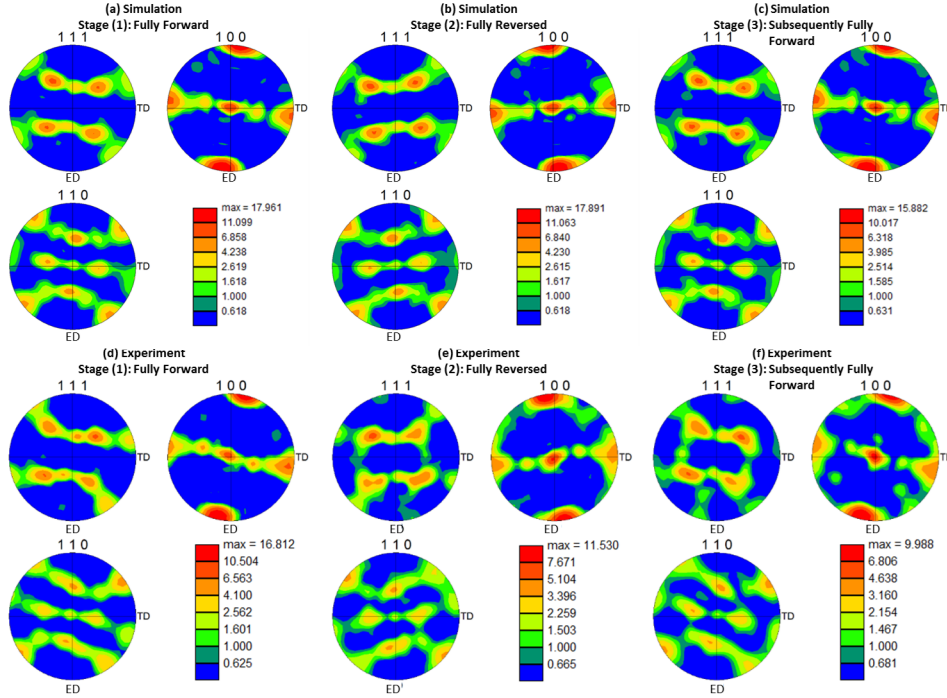 (a) Simulation
Stage (1): Fully Forward
1 1 1
1 0 0
TD
TD
ED
ED
1 1 0
TD
ED
max = 17.961
11.099
6.858
4.238
2.619
1.618
1.000
0.618
(b) Simulation
Stage (2): Fully Reversed
1 1 1
1 0 0
TD
TD
ED
ED
1 1 0
TD
ED
max = 17.891
11.063
6.840
4.230
2.615
1.617
1.000
0.618
(c) Simulation
Stage (3): Subsequently Fully
Forward
1 1 1
1 0 0
TD
TD
ED
ED
1 1 0
TD
ED
max = 15.882
10.017
6.318
3.985
2.514
1.585
1.000
0.631
(d) Experiment
Stage (1): Fully Forward
1 1 1
1 0 0
TD
TD
ED
ED
1 1 0
TD
ED
max = 16.812
10.504
6.563
4.100
2.562
1.601
1.000
0.625
(e) Experiment
Stage (2): Fully Reversed
1 1 1
1 0 0
TD
TD
ED
ED
1 1 0
TD
ED'
max = 11.530
7.671
5.104
3.396
2.259
1.503
1.000
0.665
(f) Experiment
Stage (3): Subsequently Fully
Forward
1 1 1
1 0 0
TD
TD
ED
ED
1 1 0
TD
ED
max = 9.988
6.806
4.638
3.160
2.154
1.467
1.000
0.681